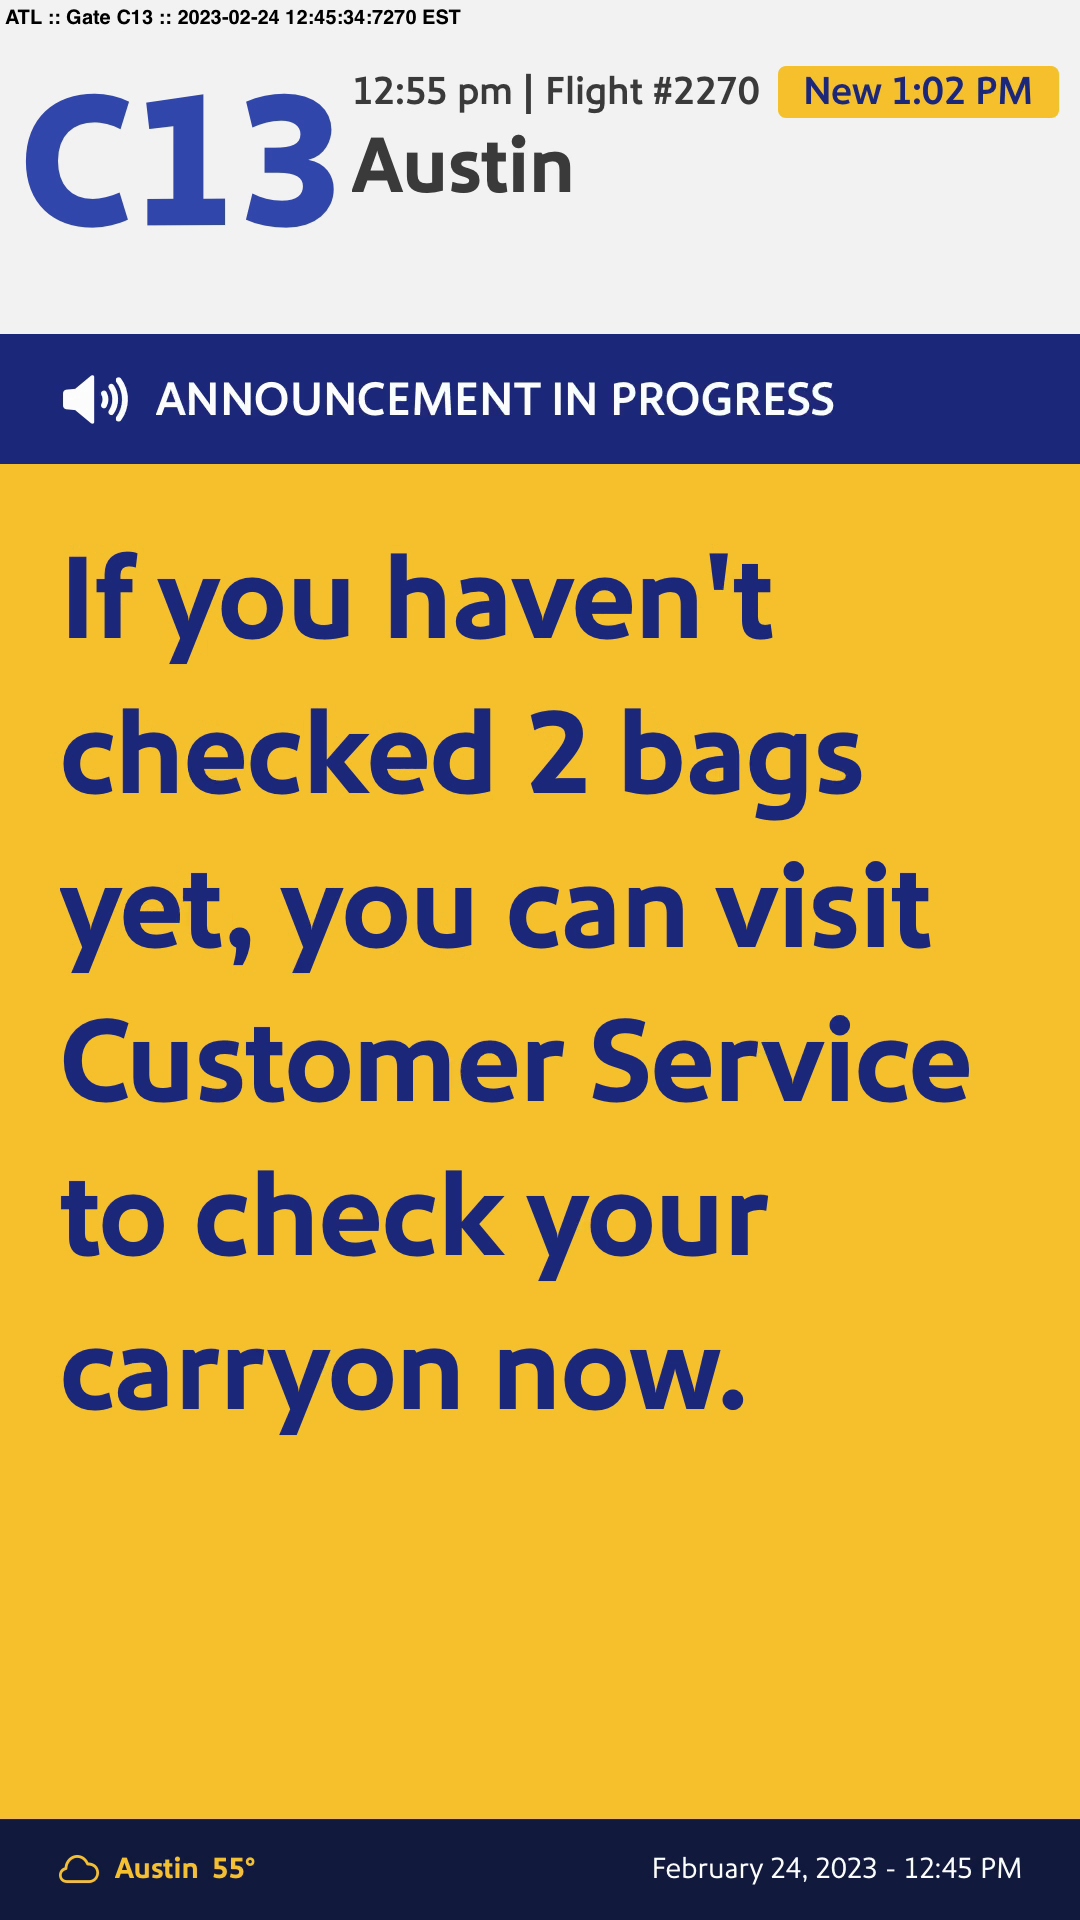 ATL :: Gate C13 :: 2023-02-24 12:45:34:7270 EST
C13
12:55 pm | Flight #2270
New 1:02 PM
Austin
ANNOUNCEMENT IN PROGRESS
If you haven't
checked 2 bags
yet, you can visit
Customer Service
to check your
carryon now.
Austin 55°
February 24, 2023 - 12:45 PM